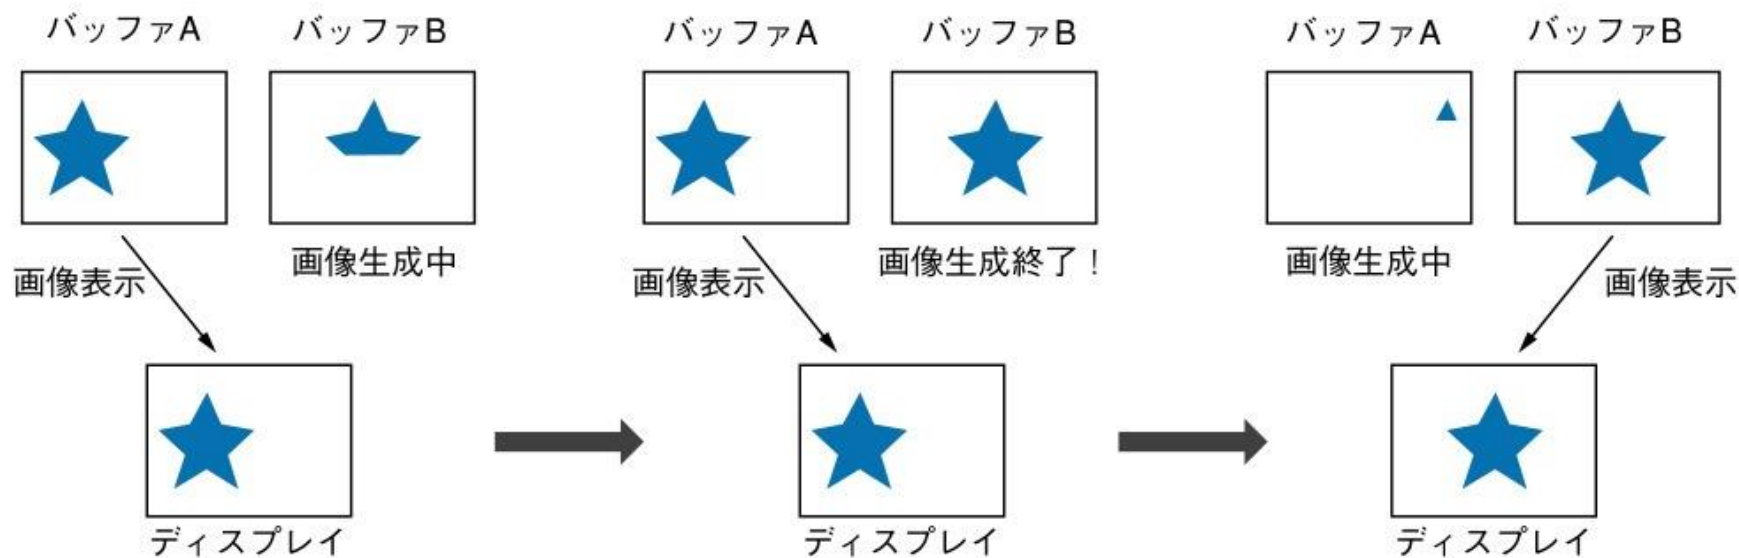 バッファA
バッファB
画像生成中
画像表示
ディスプレイ
バッファA
バッファB
画像生成終了！
画像表示
ディスプレイ
バッファA
バッファB
画像生成中
画像表示
ディスプレイ